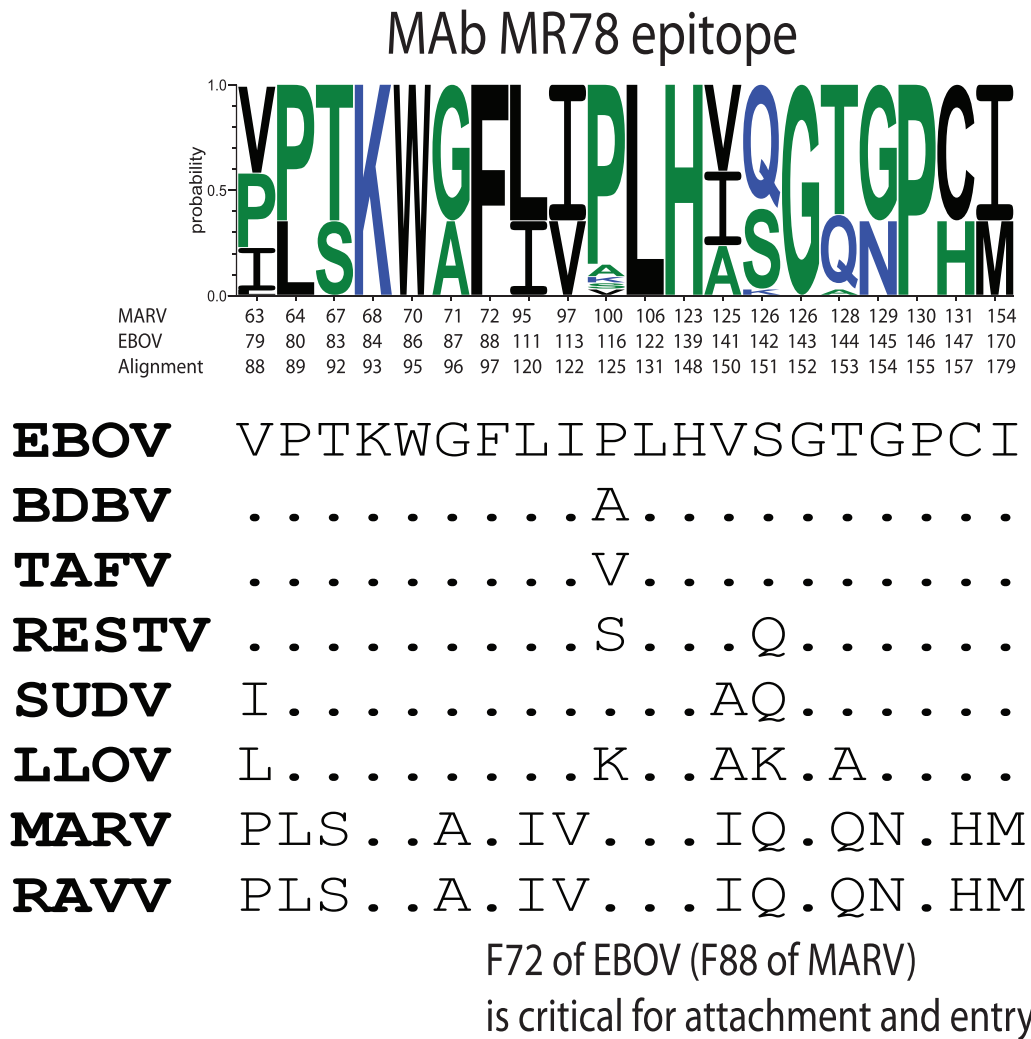 MAb MR78 epitope
1.0
VPTKWGFLIPLHVQGTGPCI
probability
0.5
PLSAIVAISQNHM
I A
0.0
MARV 63 64 67 68 70 71 72 95 97 100 106 123 125 126 126 128 129 130 131 154
EBOV 79 80 83 84 86 87 88 111 113 116 122 139 141 142 143 144 145 146 147 170
Alignment 88 89 92 93 95 96 97 120 122 125 131 148 150 151 152 153 154 155 157 179
EBOV VPTKWGFLIPLHVSGTGPCI
BDBV .........A..........
TAFV .........V..........
RESTV .........S...Q......
SUDV I...........AQ......
LLOV L........K..AK.A....
MARV PLS..A.IV...IQ.QN.HM
RAVV PLS..A.IV...IQ.QN.HM
F72 of EBOV (F88 of MARV)
is critical for attachment and entry